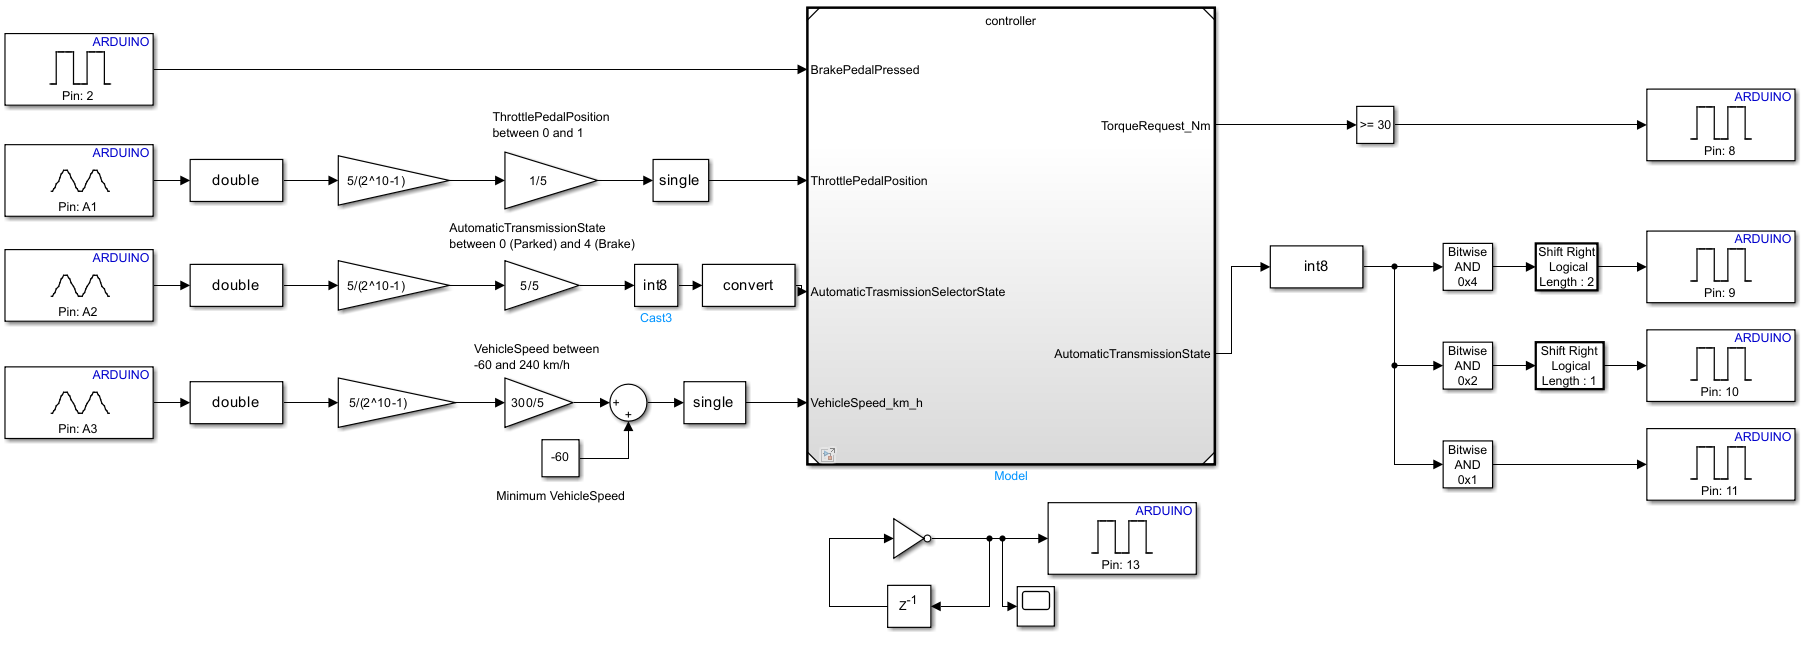 controller
ARDUINO
Pin: 2
BrakePedalPressed
ThrottlePedalPosition
between 0 and 1
ARDUINO
Pin: A1
double
5/(2^10-1)
1/5
single
ThrottlePedalPosition
AutomaticTransmissionState
between 0 (Parked) and 4 (Brake)
ARDUINO
Pin: A2
double
5/(2^10-1)
5/5
int8
Cast3
convert
AutomaticTrasmissionSelectorState
VehicleSpeed between
-60 and 240 km/h
ARDUINO
Pin: A3
double
5/(2^10-1)
300/5
+
+
single
VehicleSpeed_km_h
-60
Minimum VehicleSpeed
TorqueRequest_Nm
>= 30
ARDUINO
Pin: 8
AutomaticTransmissionState
int8
Bitwise
AND
0x4
Shift Right
Logical
Length : 2
ARDUINO
Pin: 9
Bitwise
AND
0x2
Shift Right
Logical
Length : 1
ARDUINO
Pin: 10
Bitwise
AND
0x1
ARDUINO
Pin: 11
Model
ARDUINO
Pin: 13
Z-1